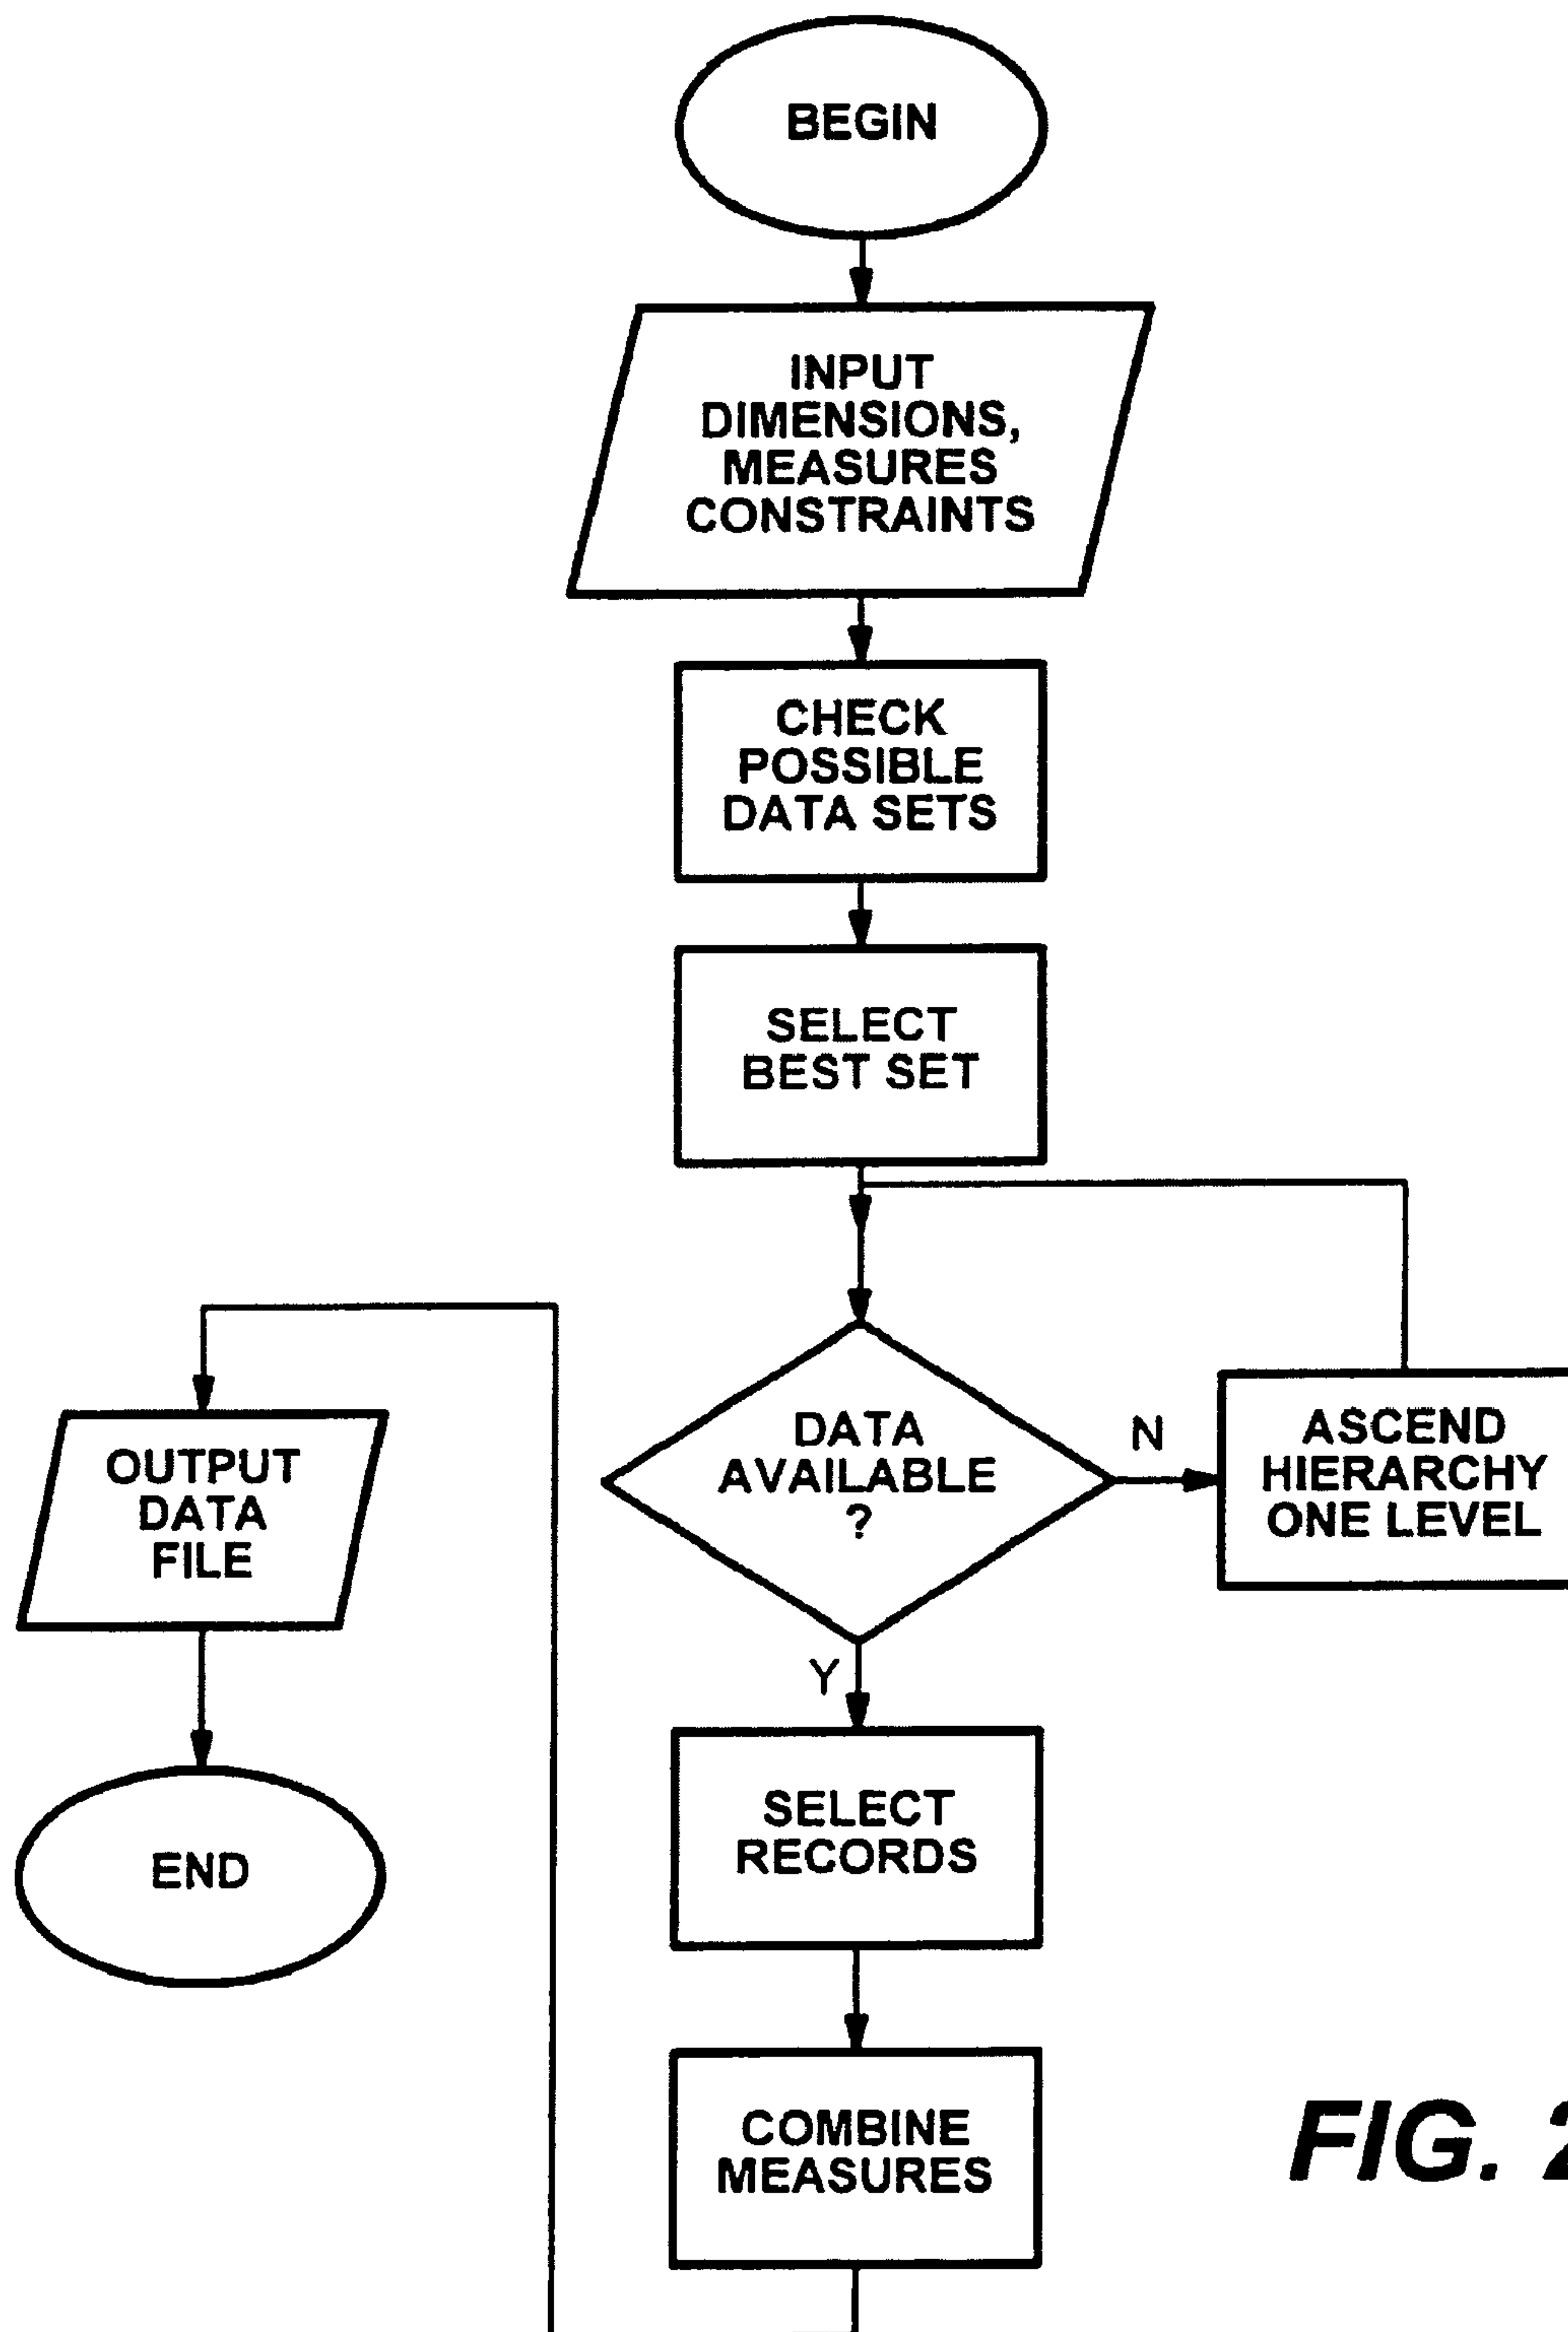 BEGIN
INPUT
DIMENSIONS,
MEASURES
CONSTRAINTS
CHECK
POSSIBLE
DATA SETS
SELECT
BEST SET
DATA
AVAILABLE
?
N
ASCEND
HIERARCHY
ONE LEVEL
Y
SELECT
RECORDS
COMBINE
MEASURES
OUTPUT
DATA
FILE
END
FIG. 2